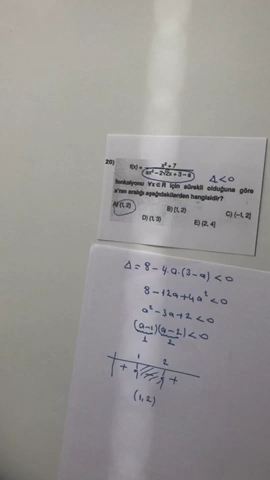 20)
f(x) = x² + 7 / ax² − 2√2x + 3 − a
Δ < 0
fonksiyonu ∀x ∈ R için sürekli olduğuna göre
a'nın aralığı aşağıdakilerden hangisidir?
A) (1, 2) B) [1, 2) C) (−1, 2]
D) (1, 3) E) [2, 4]
Δ = 8 − 4.a.(3−a) < 0
8 − 12a + 4a² < 0
a² − 3a + 2 < 0
(a−1)(a−2) < 0
1 2
1 2
+ - +
(1, 2)